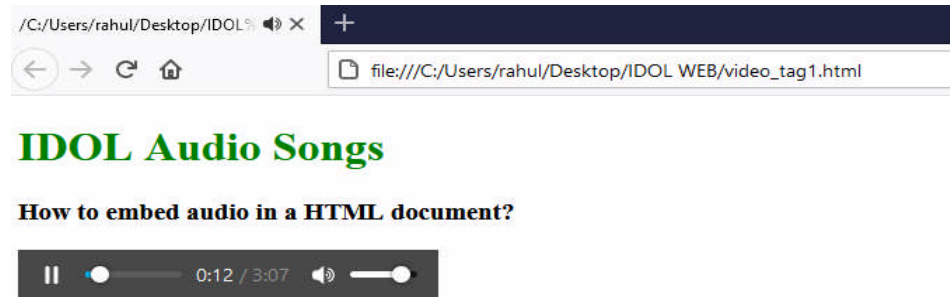 /C:/Users/rahul/Desktop/IDOL%
file:///C:/Users/rahul/Desktop/IDOL WEB/video_tag1.html
IDOL Audio Songs
How to embed audio in a HTML document?
0:12 / 3:07